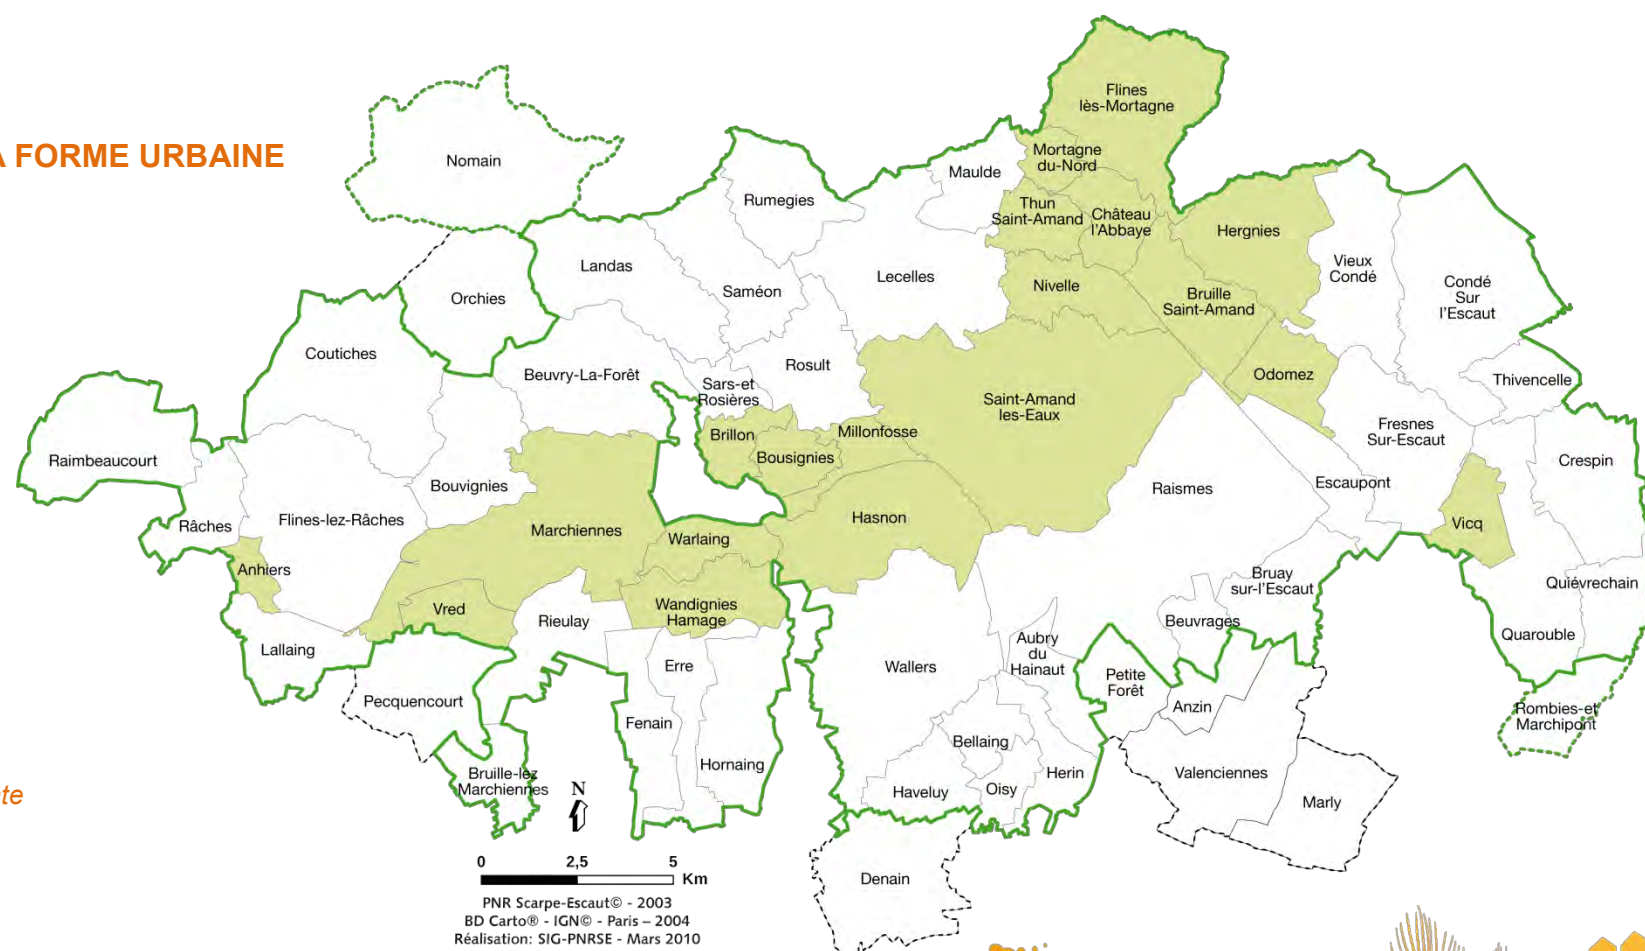 A FORME URBAINE
Nomain
Flines
lès-Mortagne
Mortagne
du-Nord
Maulde
Rumegies
Thun
Saint-Amand
Château
l'Abbaye
Hergnies
Vieux
Condé
Condé
Sur
l'Escaut
Landas
Saméon
Lecelles
Nivelle
Bruille
Saint-Amand
Orchies
Coutiches
Beuvry-La-Forêt
Sars-et
Rosières
Rosult
Saint-Amand
les-Eaux
Odomez
Thivencelle
Fresnes
Sur-Escaut
Raimbeaucourt
Râches
Flines-lez-Râches
Bouvignies
Brillon
Bousignies
Millonfosse
Raismes
Escaupont
Crespin
Vicq
Marchiennes
Warlaing
Hasnon
Anhiers
Vred
Rieulay
Wandignies
Hamage
Bruay
sur-l'Escaut
Beuvrages
Quiévrechain
Quarouble
Lallaing
Pecquencourt
Erre
Fenain
Hornaing
Wallers
Aubry
du
Hainaut
Petite
Forêt
Anzin
Rombies-et
Marchipont
Bruille-lez
Marchiennes
Bellaing
Haveluy
Oisy
Herin
Valenciennes
Marly
Denain
te
N
0 2,5 5
Km
PNR Scarpe-Escaut© - 2003
BD Carto® - IGN© - Paris – 2004
Réalisation: SIG-PNRSE - Mars 2010